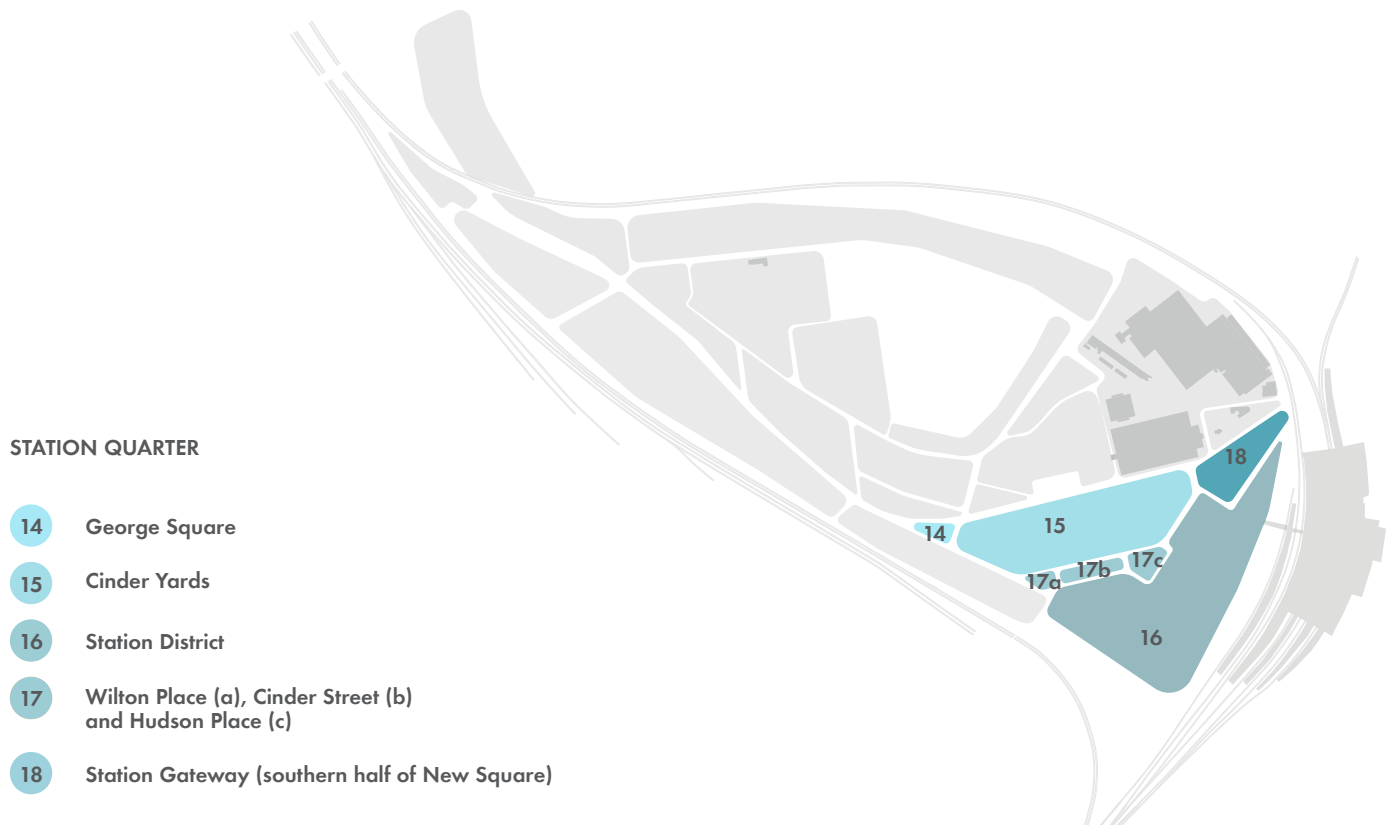 STATION QUARTER
14 George Square
15 Cinder Yards
16 Station District
17 Wilton Place (a), Cinder Street (b)
and Hudson Place (c)
18 Station Gateway (southern half of New Square)
18
15
14
17c
17b
17a
16